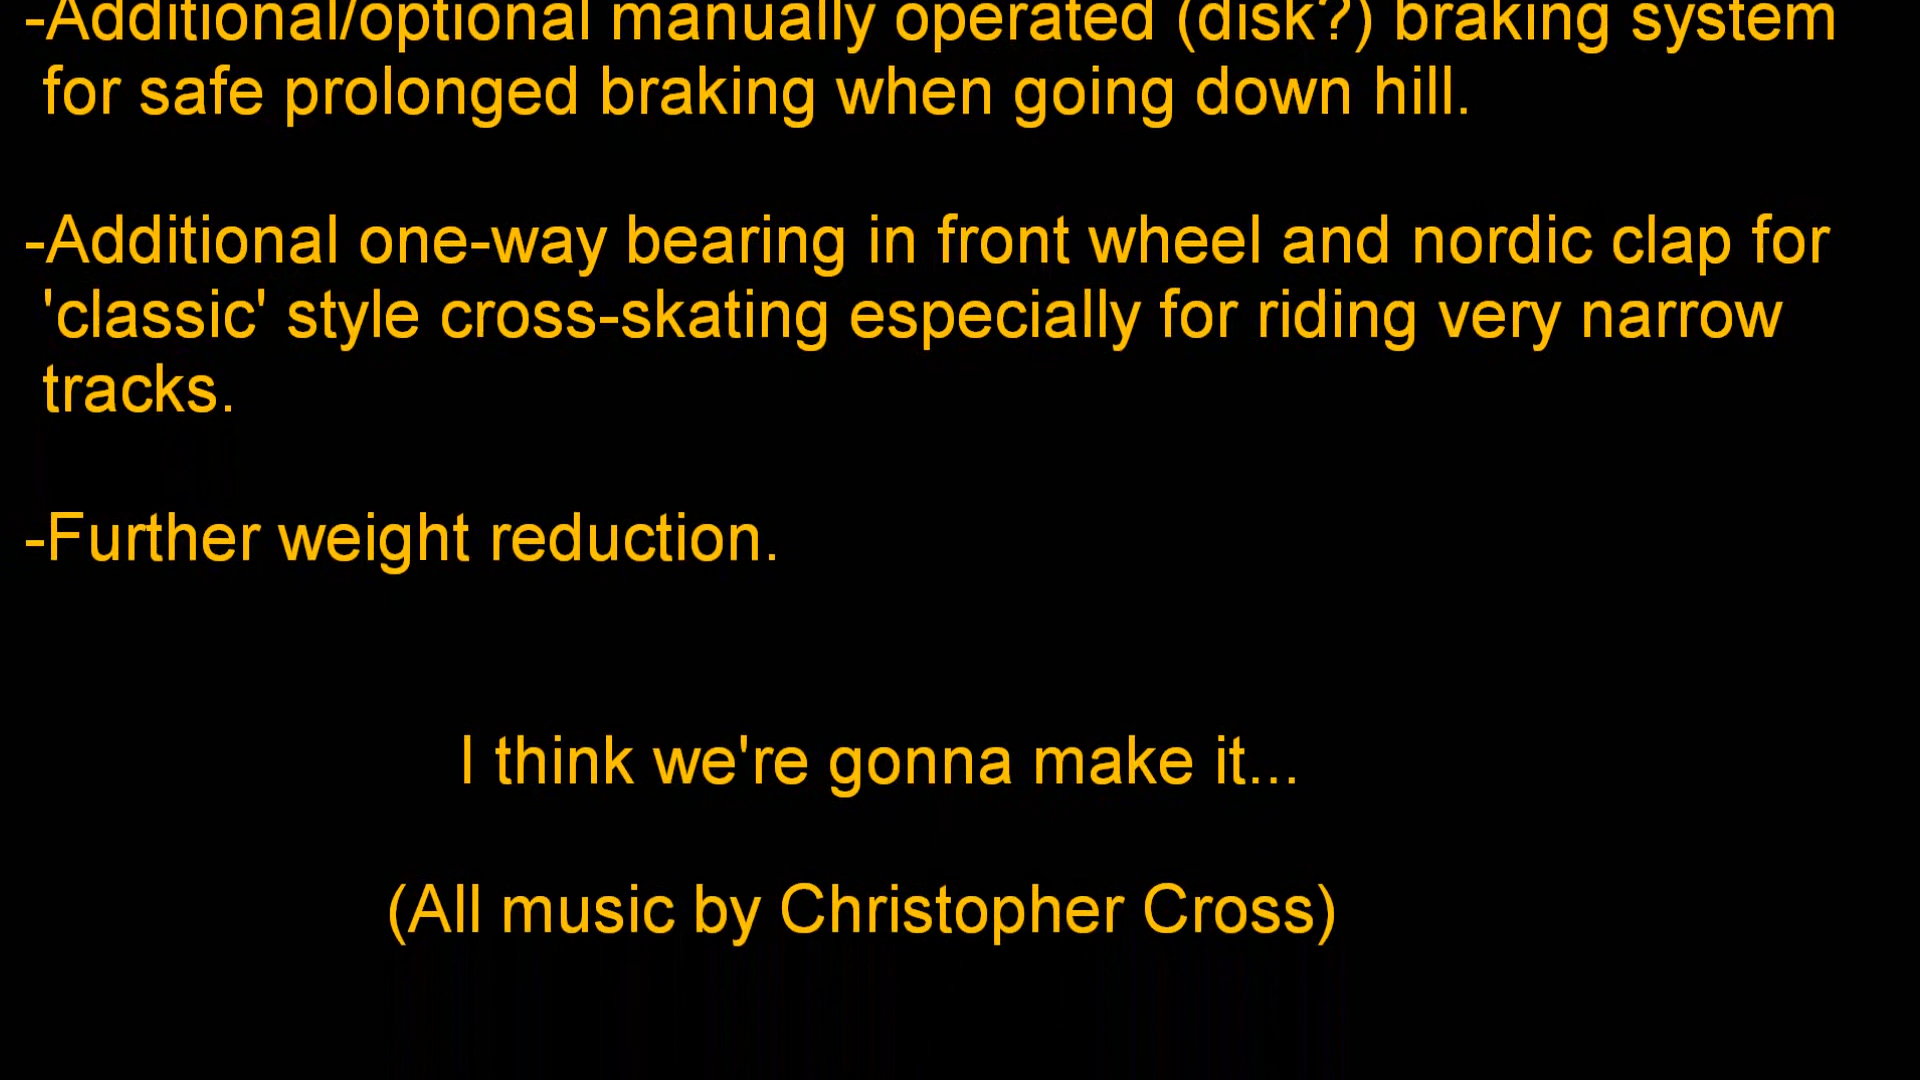 -Additional/optional manually operated (disk?) braking system
for safe prolonged braking when going down hill.
-Additional one-way bearing in front wheel and nordic clap for
'classic' style cross-skating especially for riding very narrow
tracks.
-Further weight reduction.
I think we're gonna make it...
(All music by Christopher Cross)